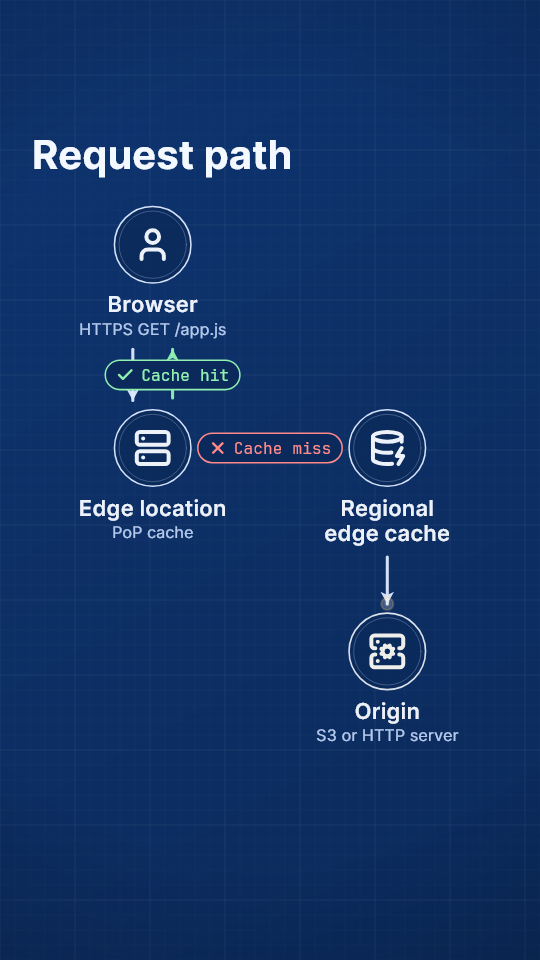 Request path
Browser
HTTPS GET /app.js
Cache hit
Cache miss
Edge location
PoP cache
Regional
edge cache
Origin
S3 or HTTP server